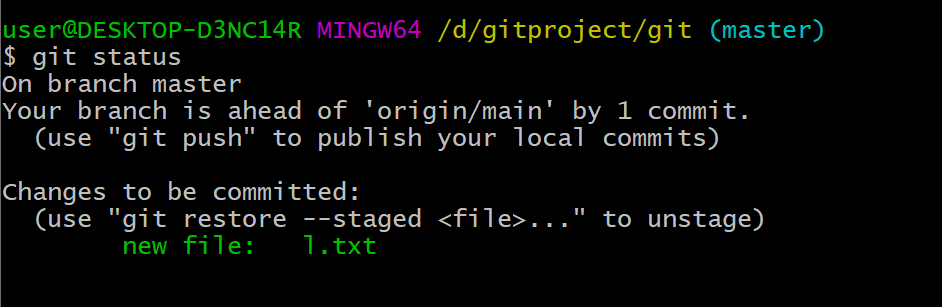 user@DESKTOP-D3NC14R MINGW64 /d/gitproject/git (master)
$ git status
On branch master
Your branch is ahead of 'origin/main' by 1 commit.
  (use "git push" to publish your local commits)

Changes to be committed:
  (use "git restore --staged <file>..." to unstage)
        new file:   l.txt